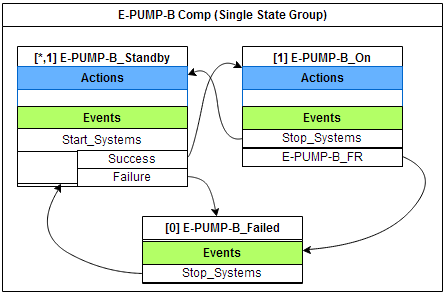 E-PUMP-B Comp (Single State Group)
[*,1] E-PUMP-B_Standby
Actions
Events
Start_Systems
Success
Failure
[1] E-PUMP-B_On
Actions
Events
Stop_Systems
E-PUMP-B_FR
[0] E-PUMP-B_Failed
Events
Stop_Systems